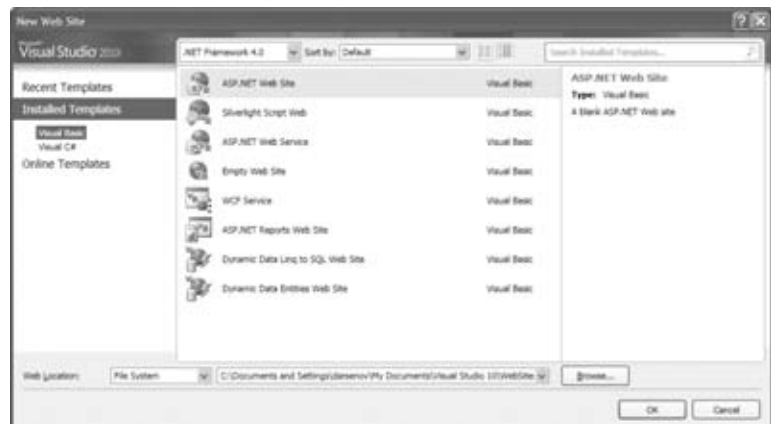 New Web Site
Microsoft
Visual Studio 2010
.NET Framework 4.0
Sort by: Default
Search Installed Templates...
Recent Templates
Installed Templates
Visual Basic
Visual C#
Online Templates
ASP.NET Web Site Visual Basic
Silverlight Script Web Visual Basic
ASP.NET Web Service Visual Basic
Empty Web Site Visual Basic
WCF Service Visual Basic
ASP.NET Reports Web Site Visual Basic
Dynamic Data Linq to SQL Web Site Visual Basic
Dynamic Data Entities Web Site Visual Basic
ASP.NET Web Site
Type: Visual Basic
A blank ASP.NET Web site
Web Location: File System
Browse...
OK Cancel